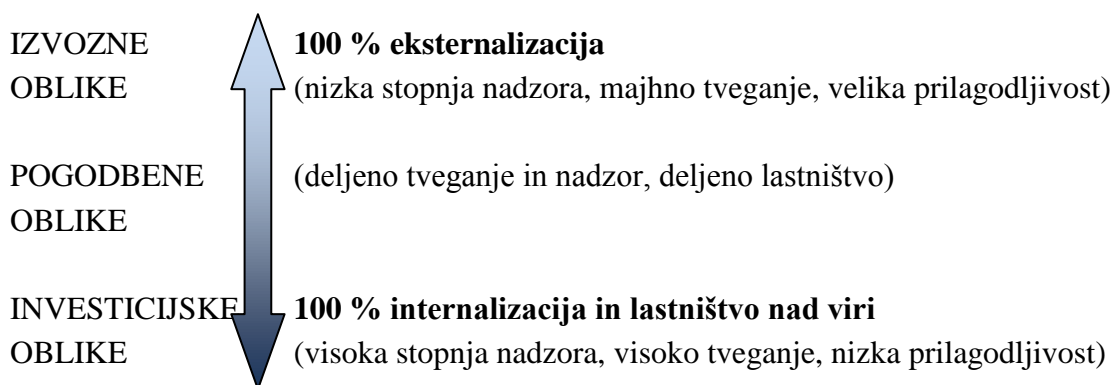 IZVOZNE 100 % eksternalizacija
OBLIKE (nizka stopnja nadzora, majhno tveganje, velika prilagodljivost)
POGODBENE (deljeno tveganje in nadzor, deljeno lastništvo)
OBLIKE
INVESTICIJSKE 100 % internalizacija in lastništvo nad viri
OBLIKE (visoka stopnja nadzora, visoko tveganje, nizka prilagodljivost)